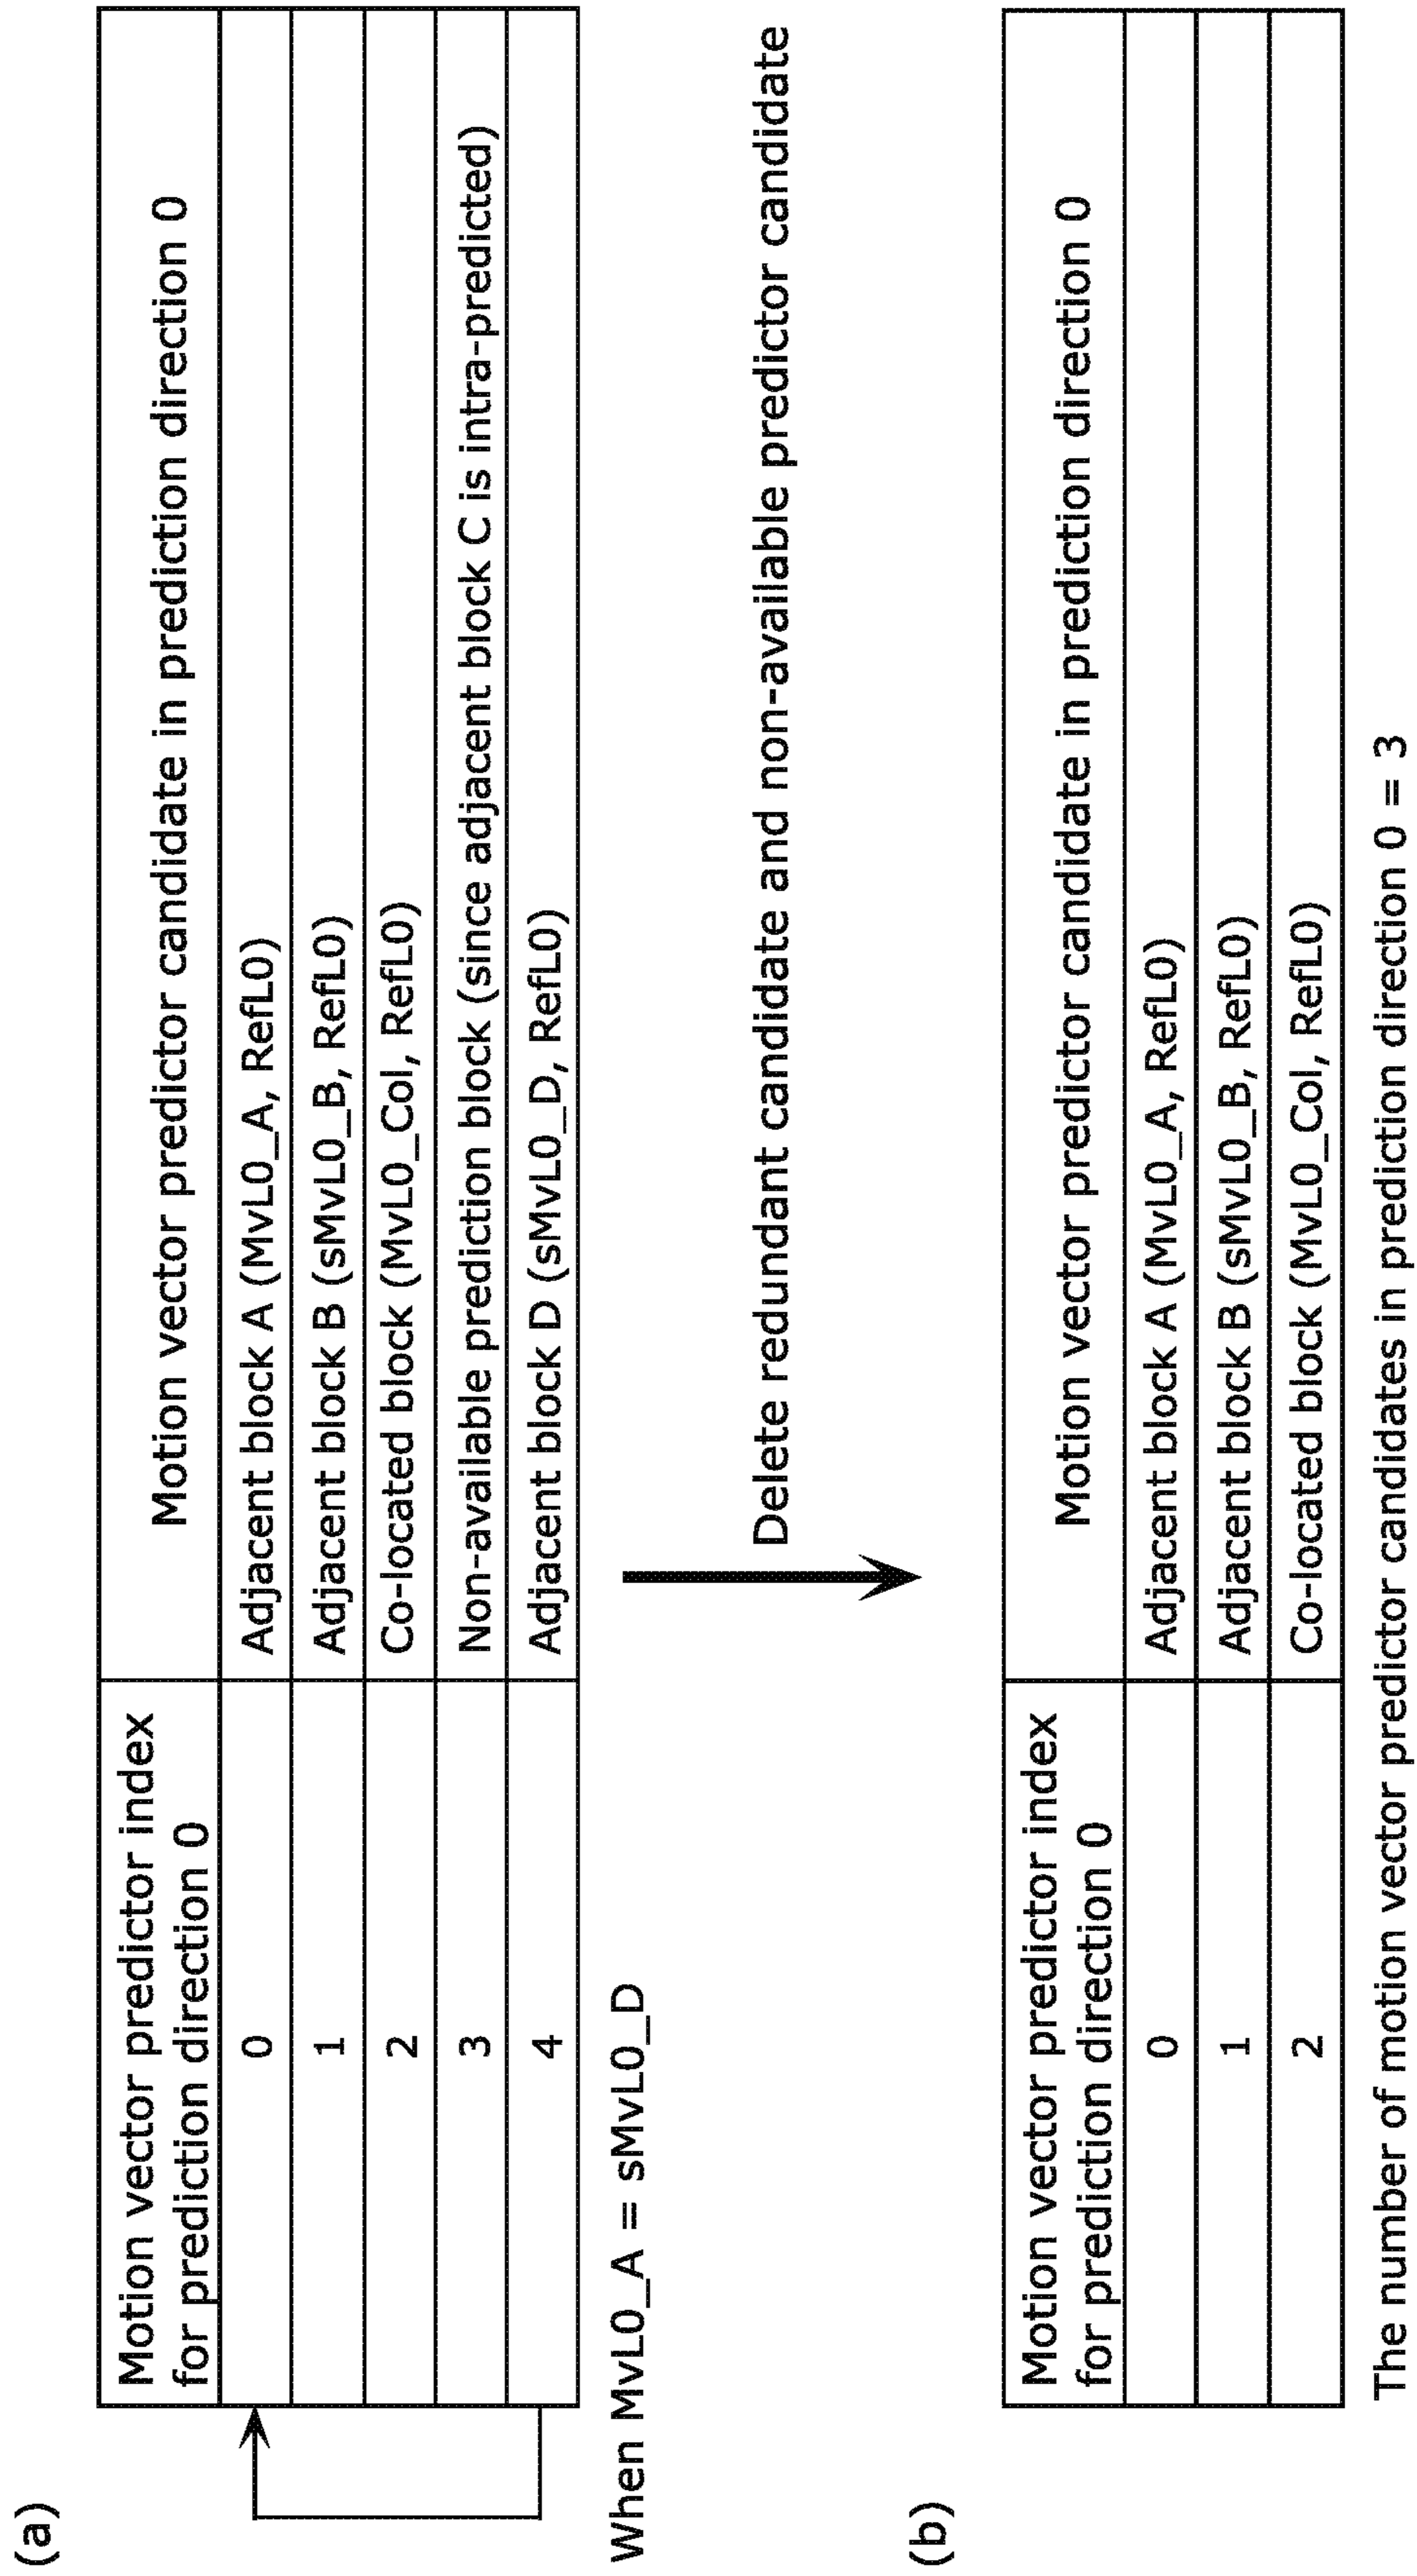 (a)
Motion vector predictor index
for prediction direction 0
Motion vector predictor candidate in prediction direction 0
0
Adjacent block A (MvL0_A, RefL0)
1
Adjacent block B (sMvL0_B, RefL0)
2
Co-located block (MvL0_Col, RefL0)
3
Non-available prediction block (since adjacent block C is intra-predicted)
4
Adjacent block D (sMvL0_D, RefL0)
When MvL0_A = sMvL0_D
Delete redundant candidate and non-available predictor candidate
(b)
Motion vector predictor index
for prediction direction 0
Motion vector predictor candidate in prediction direction 0
0
Adjacent block A (MvL0_A, RefL0)
1
Adjacent block B (sMvL0_B, RefL0)
2
Co-located block (MvL0_Col, RefL0)
The number of motion vector predictor candidates in prediction direction 0 = 3